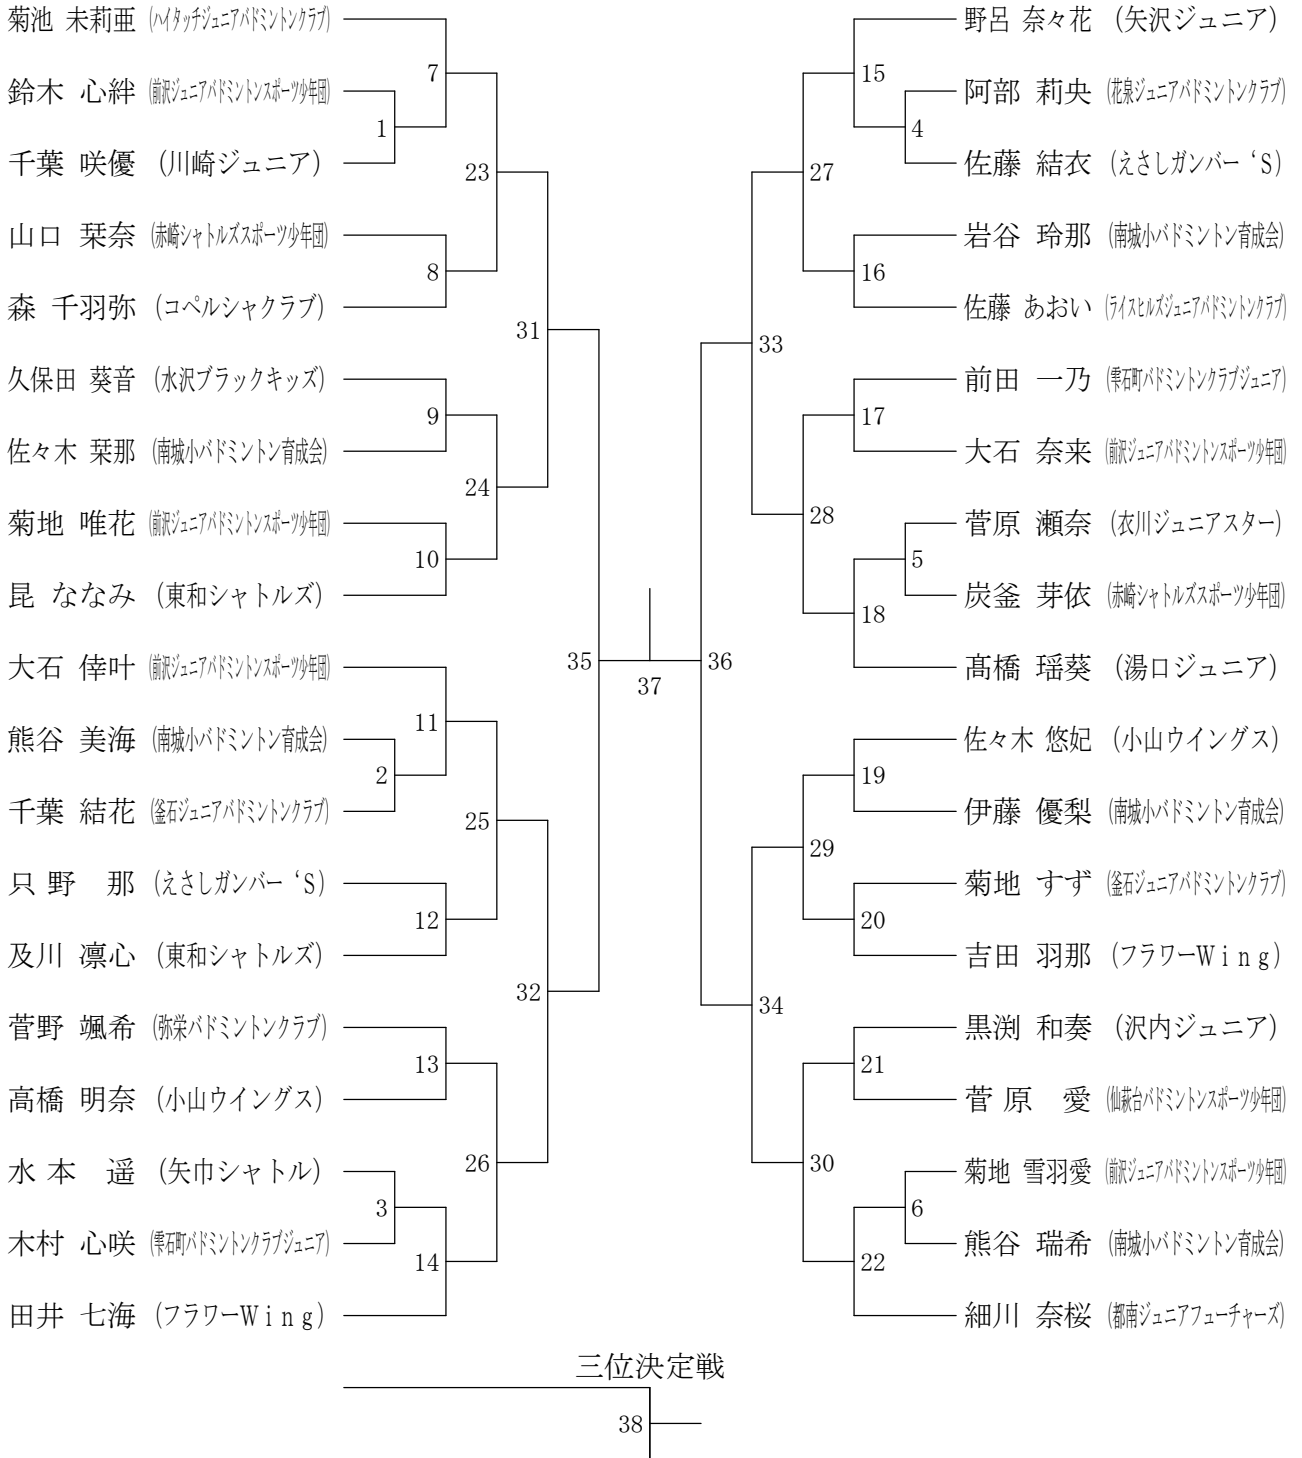 菊池 未莉亜 (ハイタッチジュニアバドミントンクラブ)
鈴木 心絆 (前沢ジュニアバドミントンスポーツ少年団)
千葉 咲優 (川崎ジュニア)
山口 栞奈 (赤崎シャトルズスポーツ少年団)
森 千羽弥 (コペルシャクラブ)
久保田 葵音 (水沢ブラックキッズ)
佐々木 栞那 (南城小バドミントン育成会)
菊地 唯花 (前沢ジュニアバドミントンスポーツ少年団)
昆 ななみ (東和シャトルズ)
大石 倖叶 (前沢ジュニアバドミントンスポーツ少年団)
熊谷 美海 (南城小バドミントン育成会)
千葉 結花 (釜石ジュニアバドミントンクラブ)
只野 那 (えさしガンバー‘S)
及川 凛心 (東和シャトルズ)
菅野 颯希 (弥栄バドミントンクラブ)
高橋 明奈 (小山ウイングス)
水本 遥 (矢巾シャトル)
木村 心咲 (雫石町バドミントンクラブジュニア)
田井 七海 (フラワーWing)
7
1
23
8
31
9
24
10
35
11
2
25
12
32
13
26
3
14
37
野呂 奈々花 (矢沢ジュニア)
阿部 莉央 (花泉ジュニアバドミントンクラブ)
佐藤 結衣 (えさしガンバー‘S)
岩谷 玲那 (南城小バドミントン育成会)
佐藤 あおい (ライスヒルズジュニアバドミントンクラブ)
前田 一乃 (雫石町バドミントンクラブジュニア)
大石 奈来 (前沢ジュニアバドミントンスポーツ少年団)
菅原 瀬奈 (衣川ジュニアスター)
炭釜 芽依 (赤崎シャトルズスポーツ少年団)
髙橋 瑶葵 (湯口ジュニア)
佐々木 悠妃 (小山ウイングス)
伊藤 優梨 (南城小バドミントン育成会)
菊地 すず (釜石ジュニアバドミントンクラブ)
吉田 羽那 (フラワーWing)
黒渕 和奏 (沢内ジュニア)
菅原 愛 (仙萩台バドミントンスポーツ少年団)
菊地 雪羽愛 (前沢ジュニアバドミントンスポーツ少年団)
熊谷 瑞希 (南城小バドミントン育成会)
細川 奈桜 (都南ジュニアフューチャーズ)
15
4
27
16
33
17
28
5
18
36
19
29
20
34
21
30
6
22
三位決定戦
38